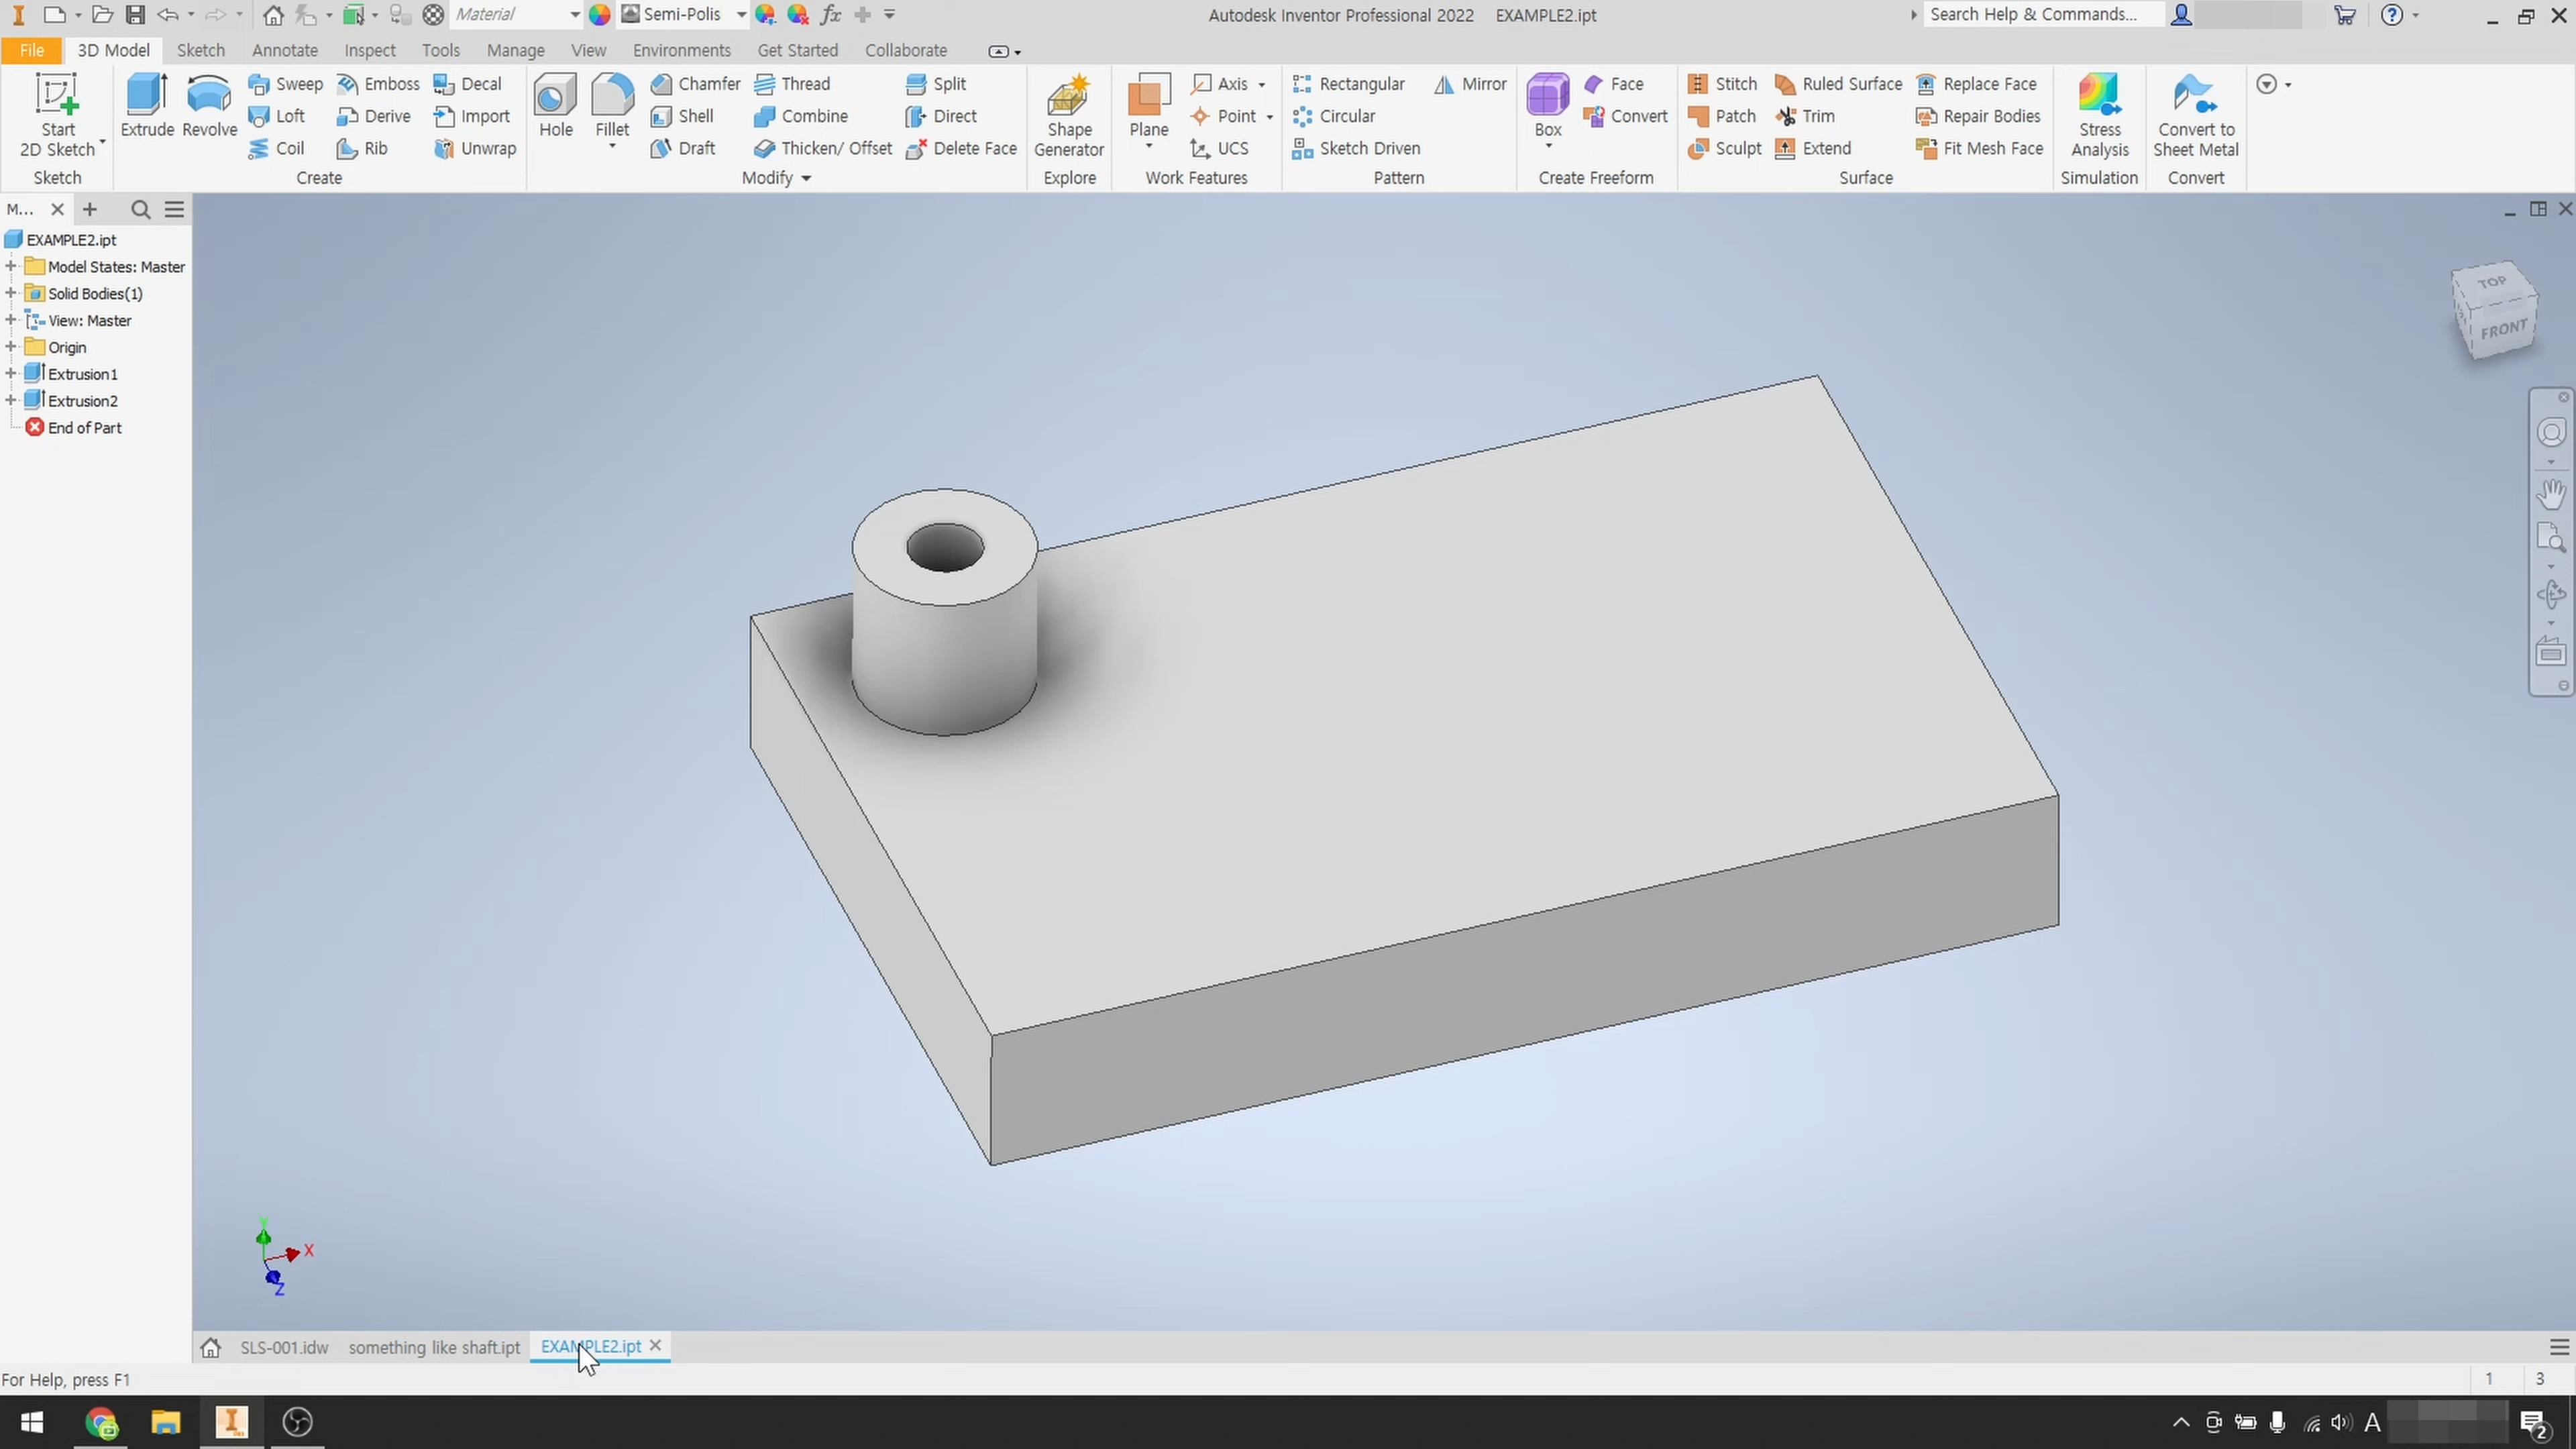 Material
Semi-Polis
fx
Autodesk Inventor Professional 2022 EXAMPLE2.ipt
Search Help & Commands...
File 3D Model Sketch Annotate Inspect Tools Manage View Environments Get Started Collaborate
Start
2D Sketch
Sketch
Extrude
Revolve
Sweep
Loft
Coil
Emboss
Derive
Rib
Decal
Import
Unwrap
Create
Hole
Fillet
Chamfer
Shell
Draft
Thread
Combine
Thicken/ Offset
Split
Direct
Delete Face
Modify
Shape
Generator
Explore
Plane
Axis
Point
UCS
Work Features
Rectangular
Circular
Sketch Driven
Mirror
Pattern
Box
Face
Convert
Create Freeform
Stitch
Patch
Sculpt
Ruled Surface
Trim
Extend
Replace Face
Repair Bodies
Fit Mesh Face
Surface
Stress
Analysis
Simulation
Convert to
Sheet Metal
Convert
M...
EXAMPLE2.ipt
Model States: Master
Solid Bodies(1)
View: Master
Origin
Extrusion1
Extrusion2
End of Part
TOP
FRONT
Y
X
Z
SLS-001.idw something like shaft.ipt EXAMPLE2.ipt
For Help, press F1
1 3
A
2